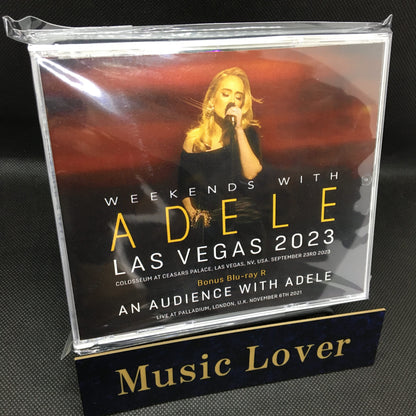 WEEKENDS WITH
ADELE
LAS VEGAS 2023
COLOSSEUM AT CEASARS PALACE, LAS VEGAS, NV, USA. SEPTEMBER 23RD 2023
Bonus Blu-ray R
AN AUDIENCE WITH ADELE
LIVE AT PALLADIUM, LONDON, U.K. NOVEMBER 6TH 2021
Music Lover